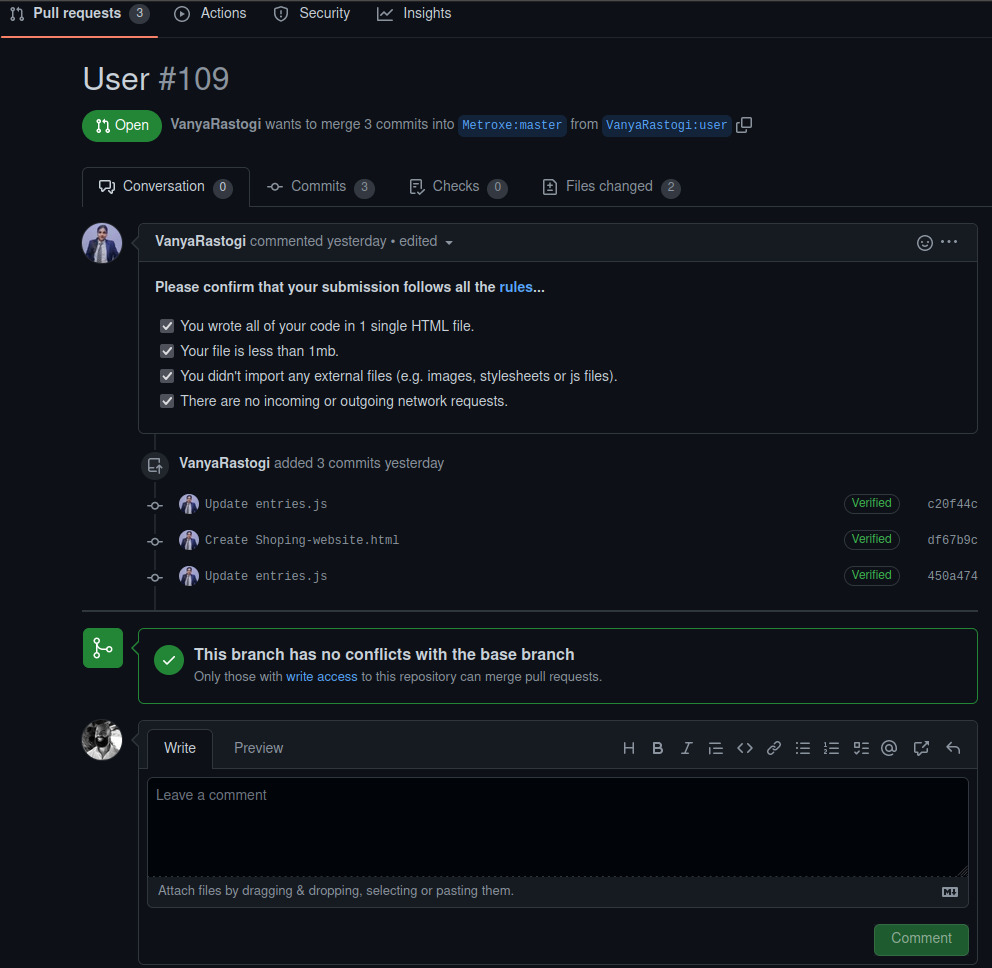 Pull requests 3 Actions Security Insights
User #109
Open VanyaRastogi wants to merge 3 commits into Metroxe:master from VanyaRastogi:user
Conversation 0 Commits 3 Checks 0 Files changed 2
VanyaRastogi commented yesterday • edited
Please confirm that your submission follows all the rules...
You wrote all of your code in 1 single HTML file.
Your file is less than 1mb.
You didn't import any external files (e.g. images, stylesheets or js files).
There are no incoming or outgoing network requests.
VanyaRastogi added 3 commits yesterday
Update entries.js Verified c20f44c
Create Shoping-website.html Verified df67b9c
Update entries.js Verified 450a474
This branch has no conflicts with the base branch
Only those with write access to this repository can merge pull requests.
Write Preview
Leave a comment
Attach files by dragging & dropping, selecting or pasting them.
Comment